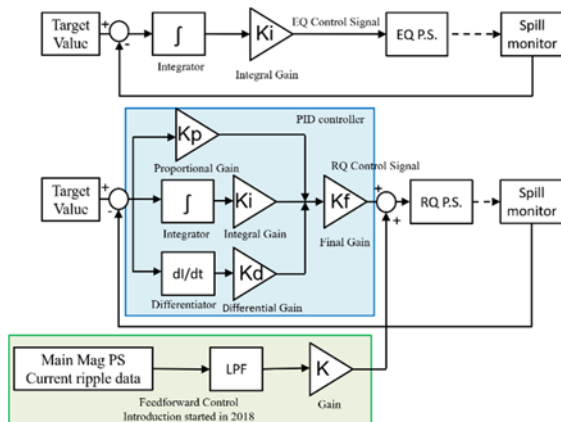 Target
Value
+
-
∫
Integrator
Ki
Integral Gain
EQ Control Signal
EQ P.S.
Spill
monitor
PID controller
Kp
Proportional Gain
RQ Control Signal
Target
Value
+
-
∫
Integrator
Ki
Integral Gain
Kf
Final Gain
+
+
RQ P.S.
Spill
monitor
dI/dt
Differentiator
Kd
Differential Gain
Main Mag PS
Current ripple data
LPF
K
Gain
Feedforward Control
Introduction started in 2018